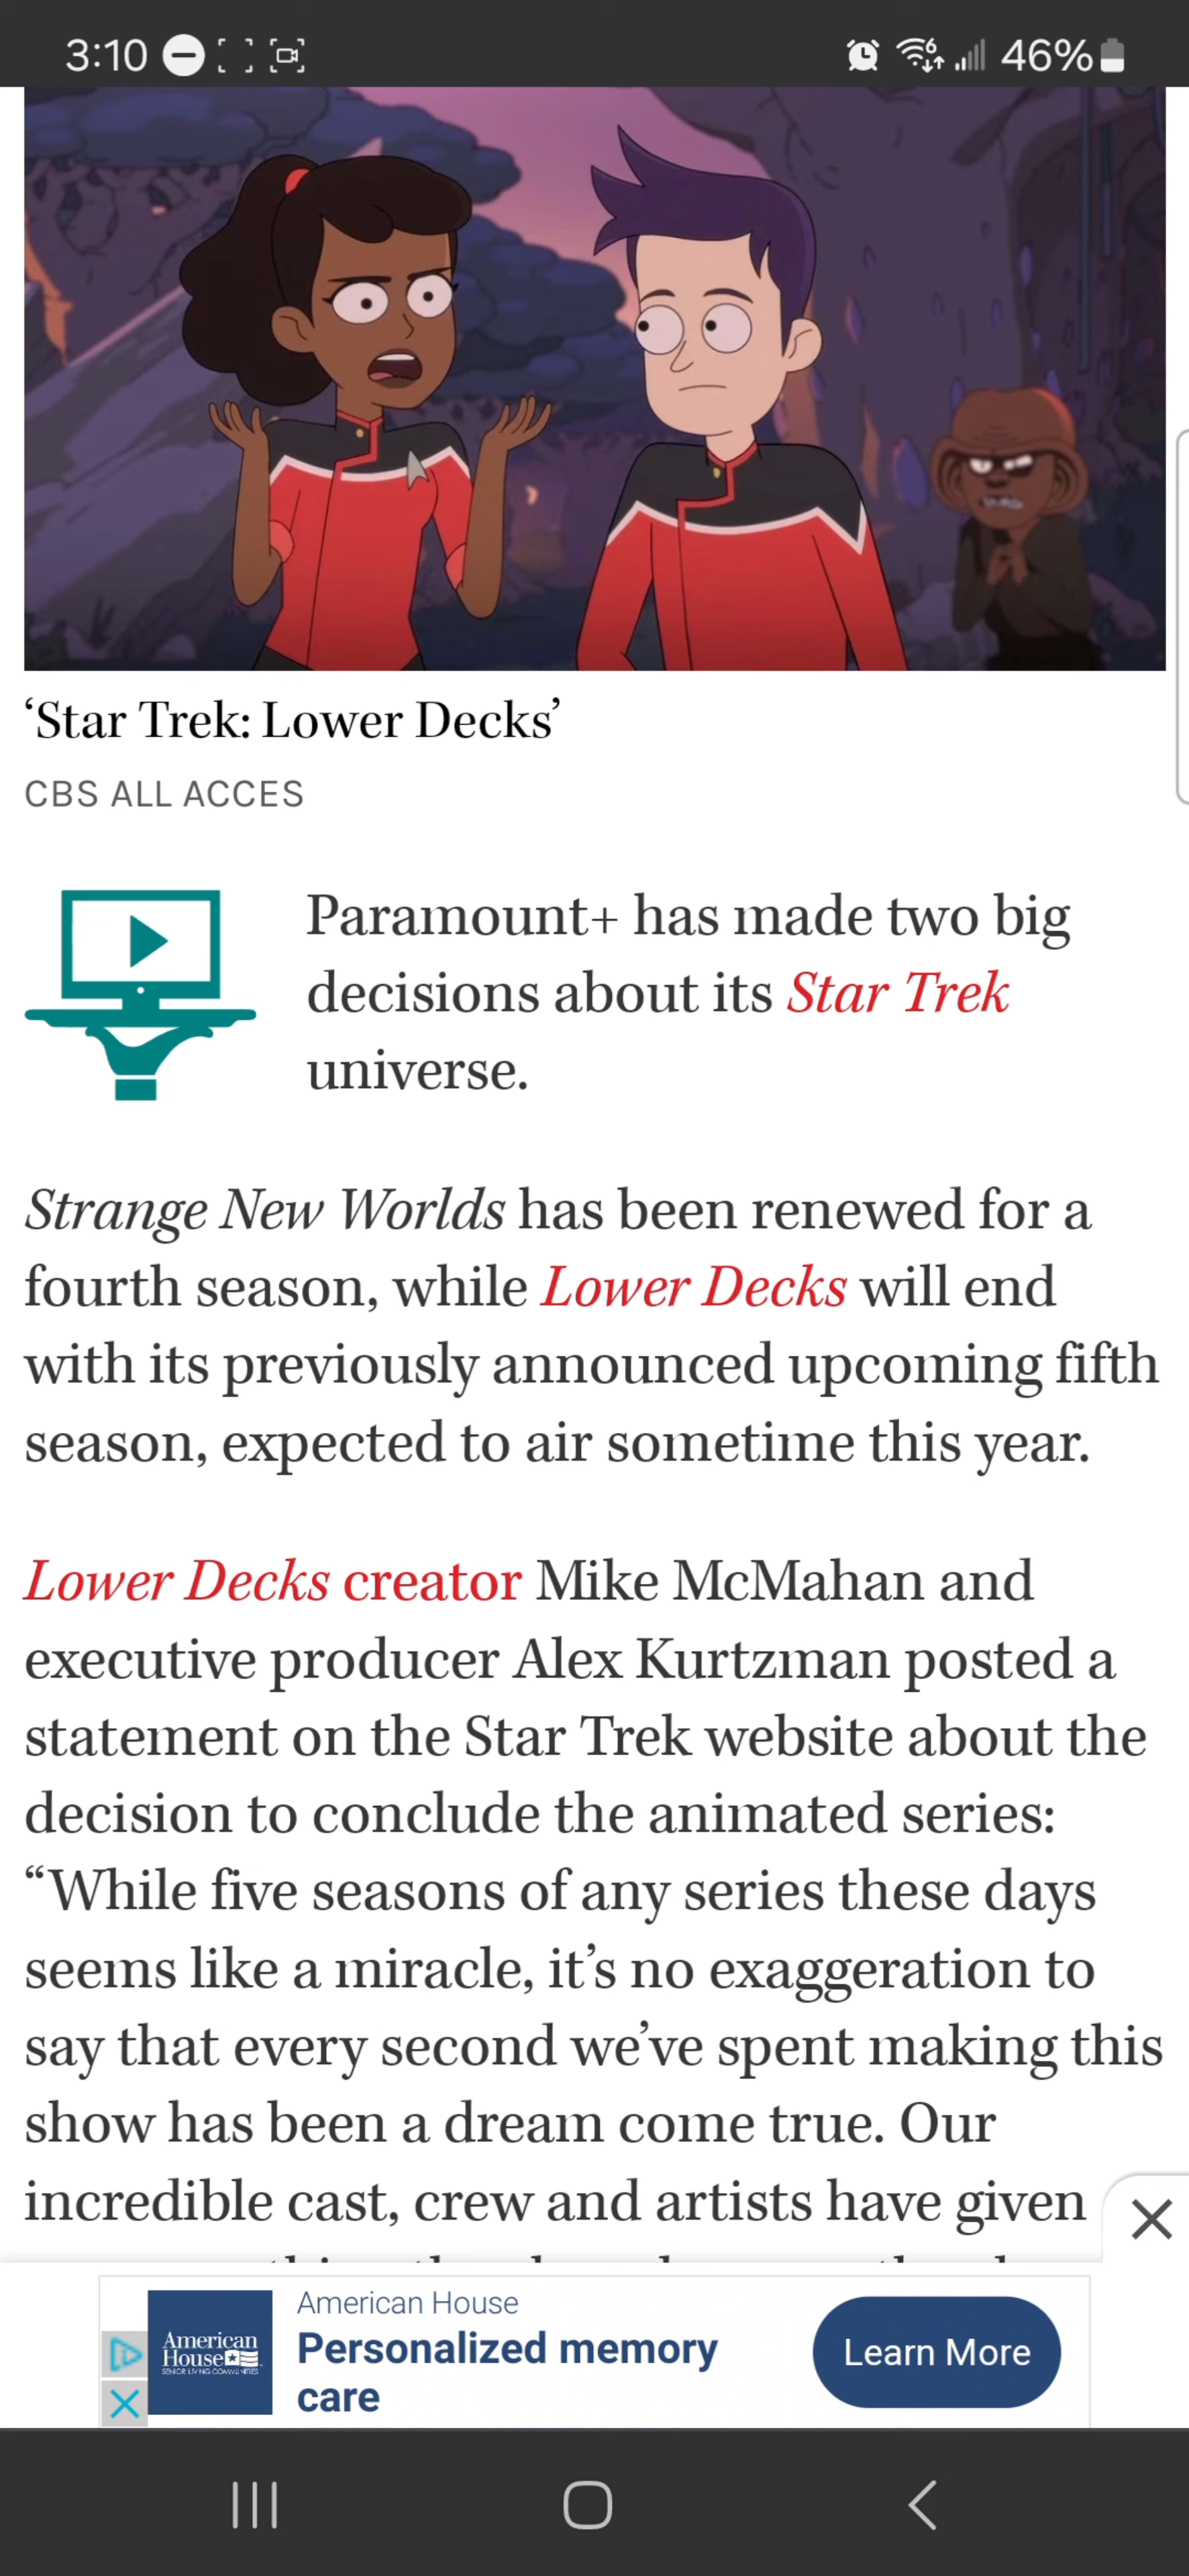 3:10
6
46%
‘Star Trek: Lower Decks’
CBS ALL ACCES
Paramount+ has made two big
decisions about its Star Trek
universe.
Strange New Worlds has been renewed for a
fourth season, while Lower Decks will end
with its previously announced upcoming fifth
season, expected to air sometime this year.
Lower Decks creator Mike McMahan and
executive producer Alex Kurtzman posted a
statement on the Star Trek website about the
decision to conclude the animated series:
“While five seasons of any series these days
seems like a miracle, it’s no exaggeration to
say that every second we’ve spent making this
show has been a dream come true. Our
incredible cast, crew and artists have given
American House
American
House
SENIOR LIVING COMMUNITIES
Personalized memory
care
Learn More